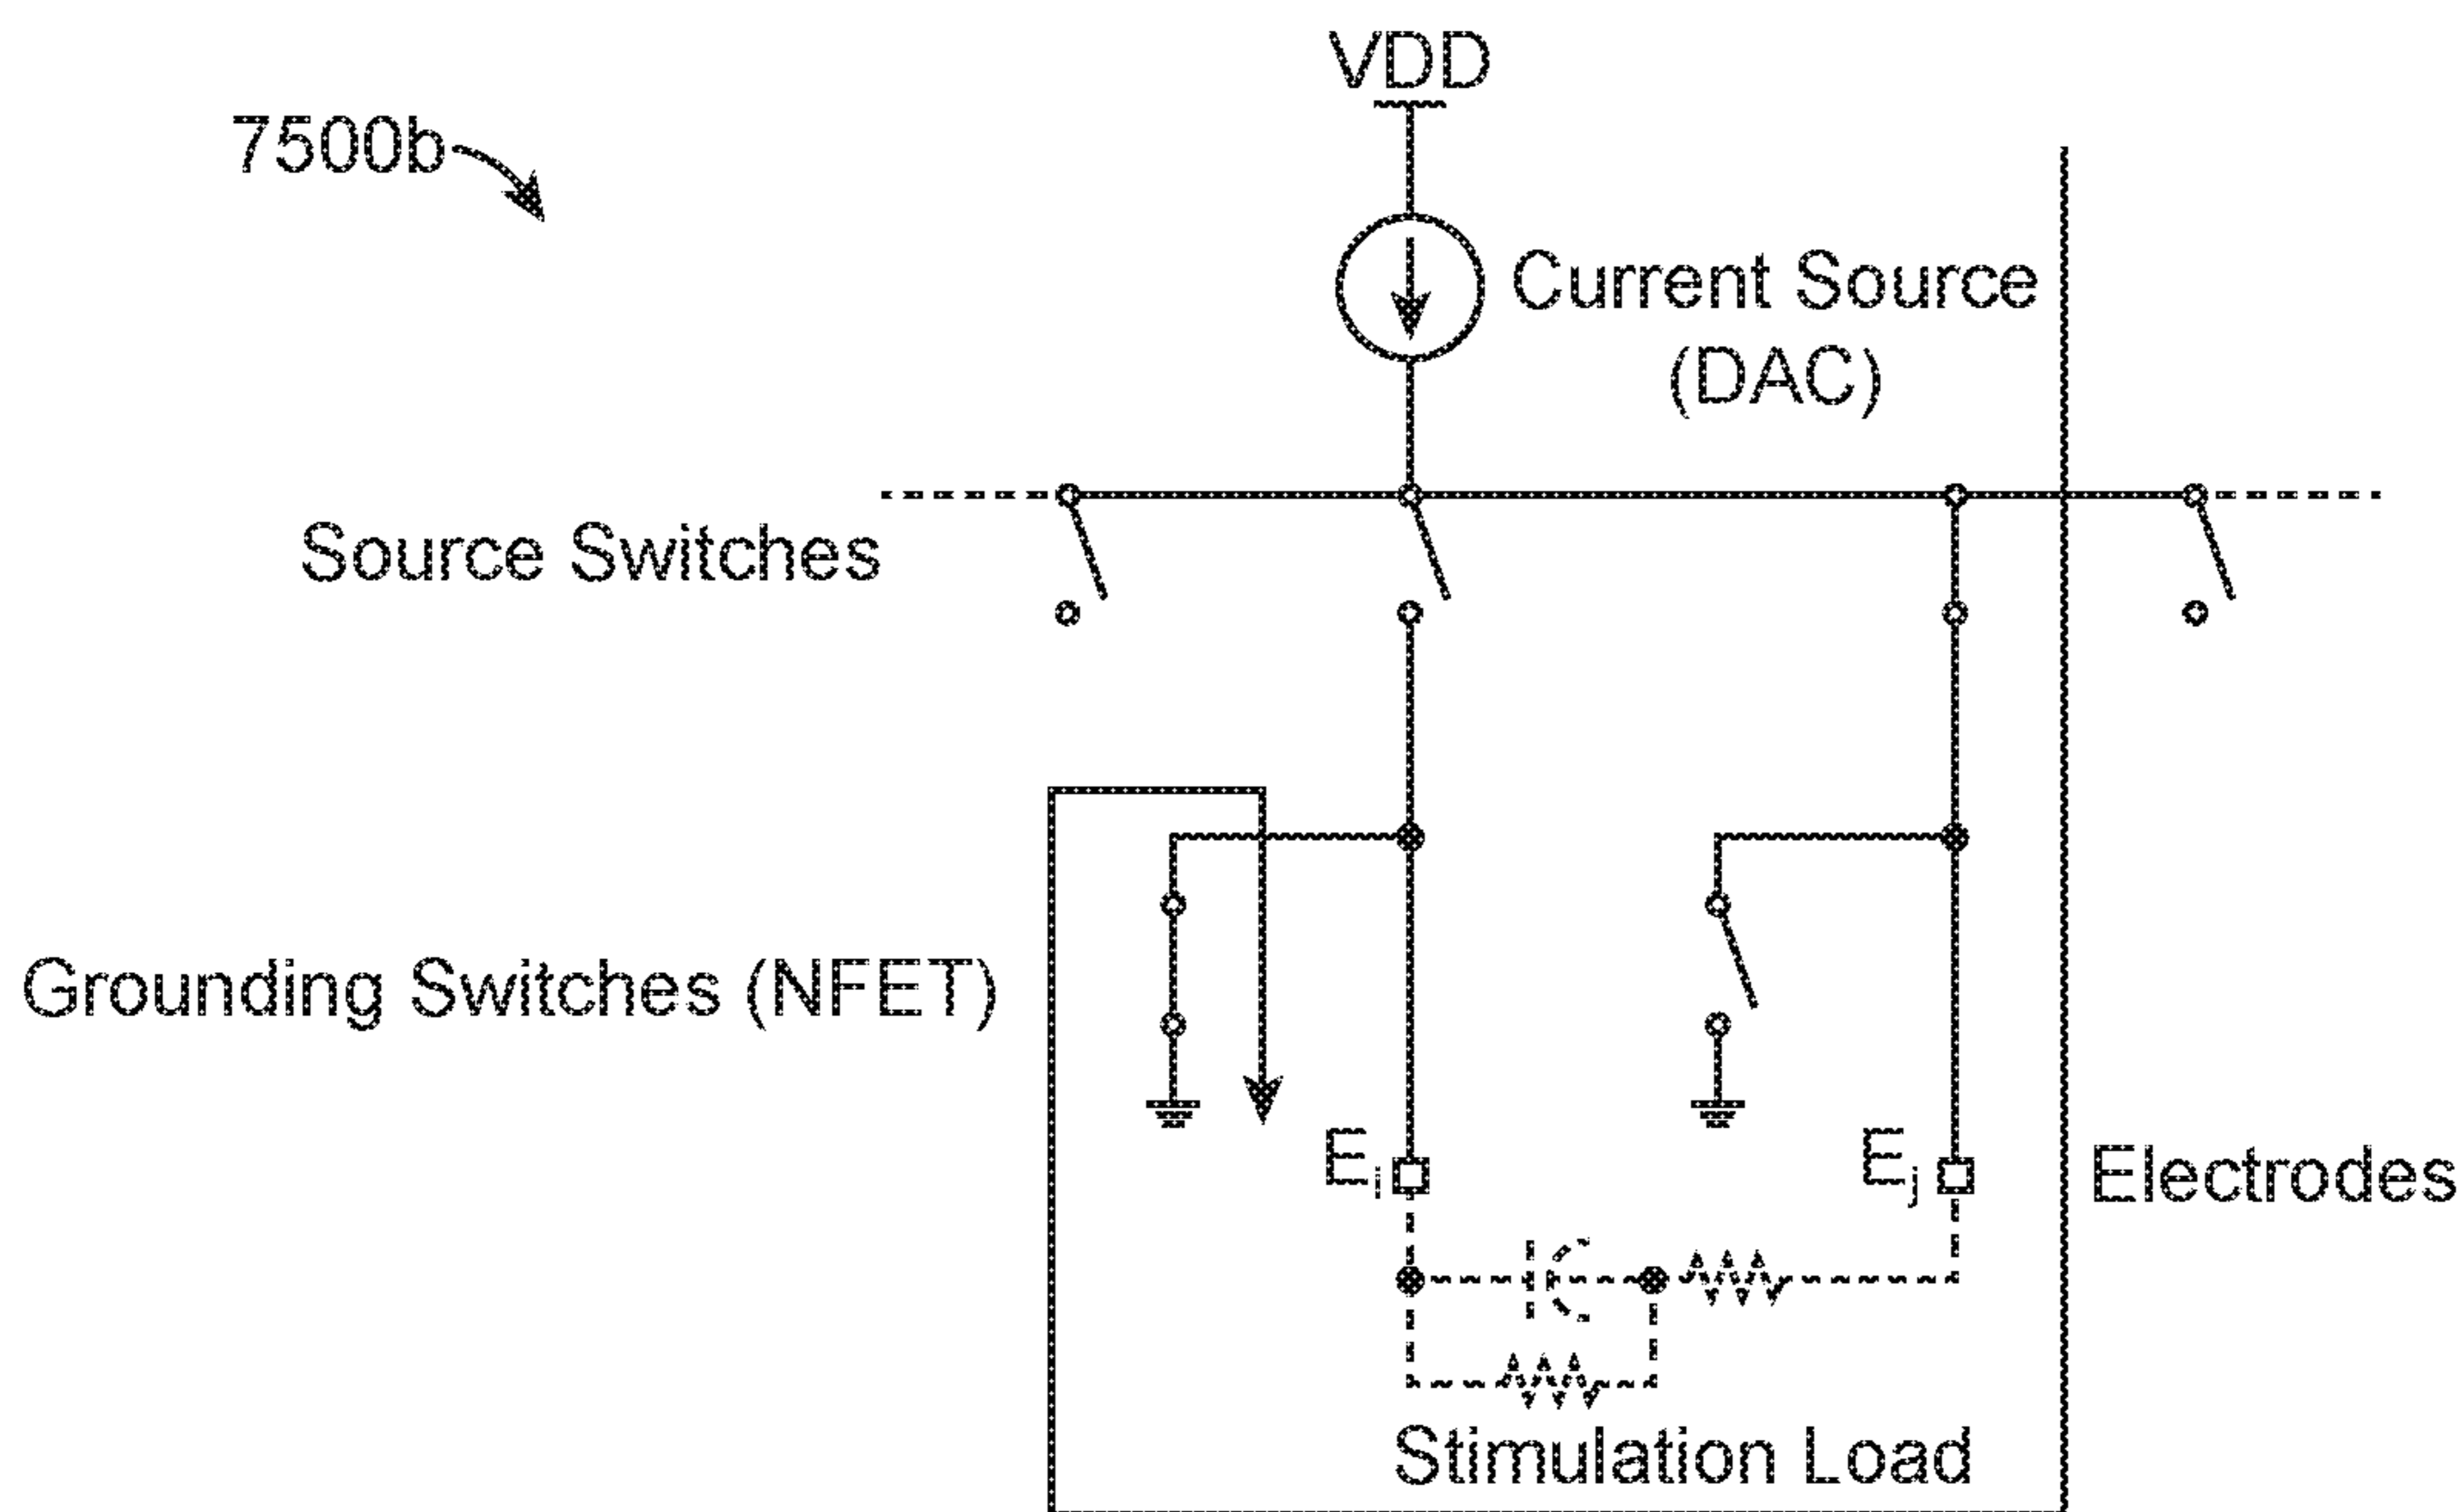 VDD
7500b
Current Source
(DAC)
Source Switches
Grounding Switches (NFET)
Ei
Ej
Electrodes
Stimulation Load